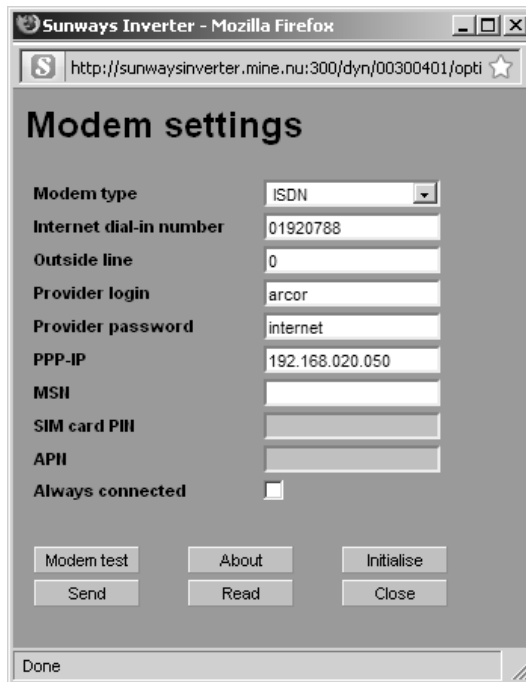 Sunways Inverter - Mozilla Firefox
S http://sunwaysinverter.mine.nu:300/dyn/00300401/opti
Modem settings
Modem type ISDN
Internet dial-in number 01920788
Outside line 0
Provider login arcor
Provider password internet
PPP-IP 192.168.020.050
MSN
SIM card PIN
APN
Always connected
Modem test About Initialise
Send Read Close
Done